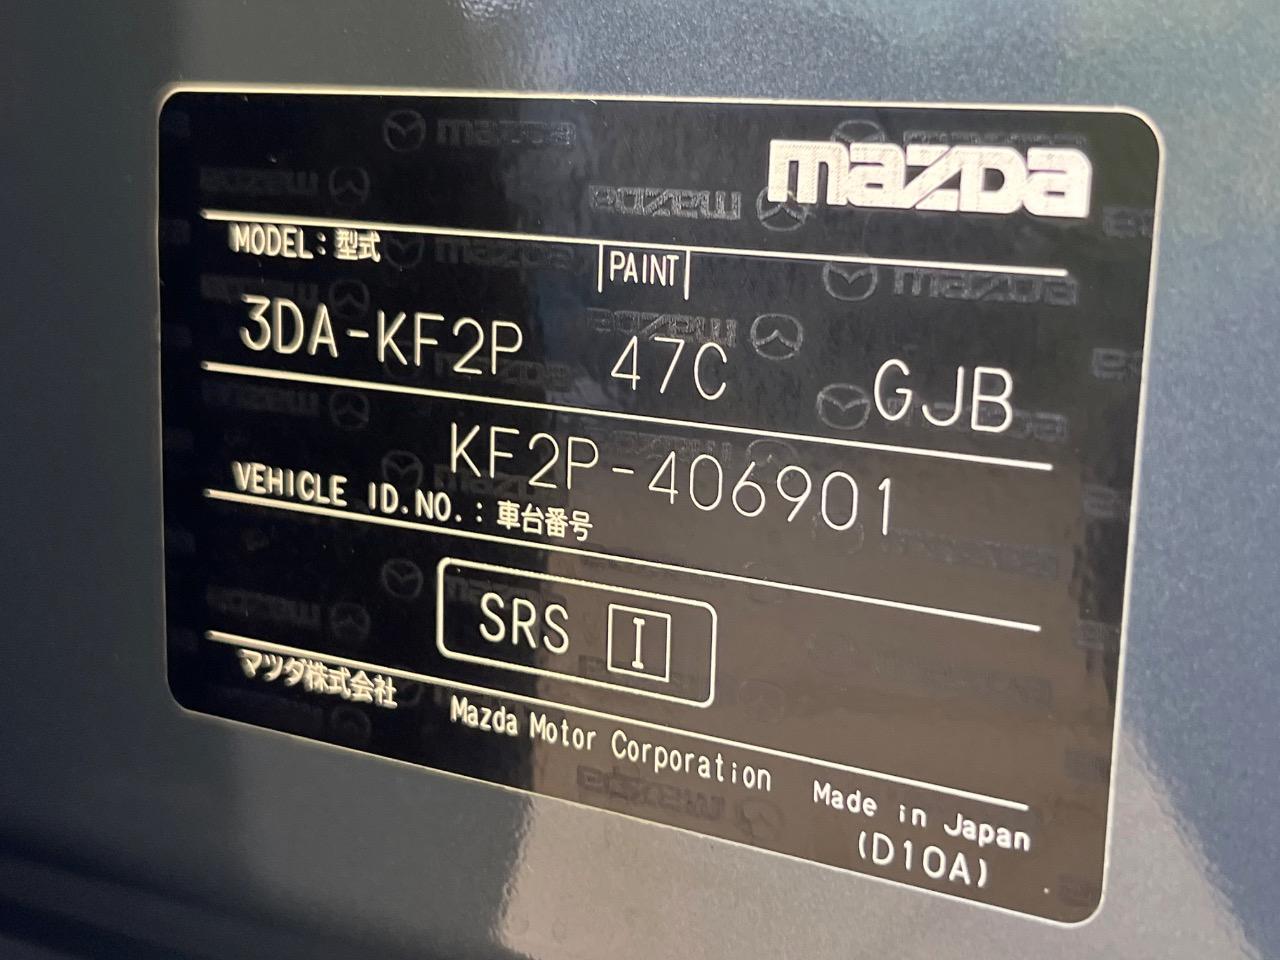 mazda
MODEL:型式 PAINT
3DA-KF2P 47C GJB
KF2P-406901
VEHICLE ID.NO.:車台番号
SRS I
マツダ株式会社 Mazda Motor Corporation Made in Japan
(D10A)